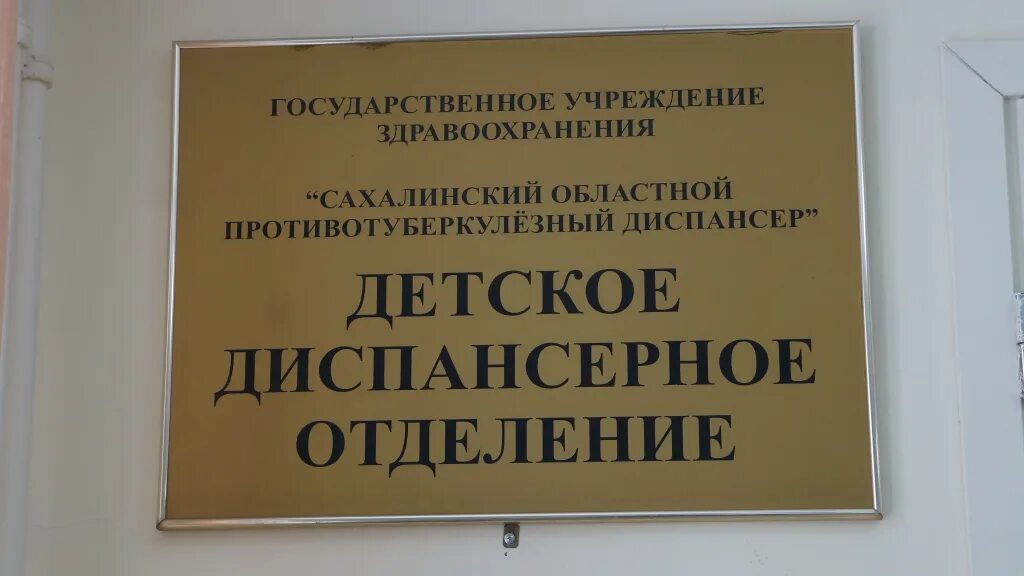 ГОСУДАРСТВЕННОЕ УЧРЕЖДЕНИЕ
ЗДРАВООХРАНЕНИЯ
“САХАЛИНСКИЙ ОБЛАСТНОЙ
ПРОТИВОТУБЕРКУЛЁЗНЫЙ ДИСПАНСЕР”
ДЕТСКОЕ
ДИСПАНСЕРНОЕ
ОТДЕЛЕНИЕ